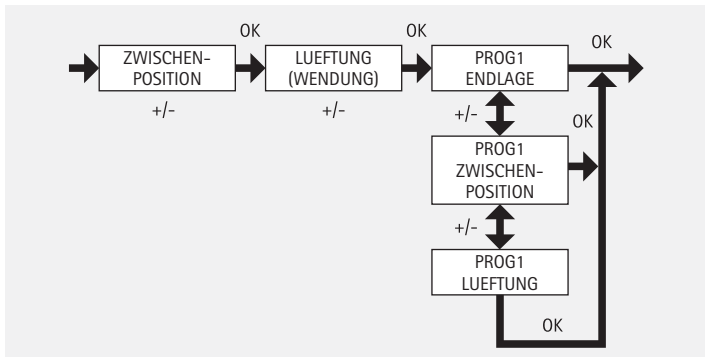 OK
OK
OK
ZWISCHEN-
POSITION
LUEFTUNG
(WENDUNG)
PROG1
ENDLAGE
+/-
+/-
+/-
OK
PROG1
ZWISCHEN-
POSITION
+/-
PROG1
LUEFTUNG
OK